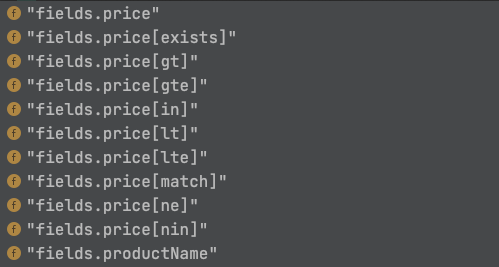 f "fields.price"
f "fields.price[exists]"
f "fields.price[gt]"
f "fields.price[gte]"
f "fields.price[in]"
f "fields.price[lt]"
f "fields.price[lte]"
f "fields.price[match]"
f "fields.price[ne]"
f "fields.price[nin]"
f "fields.productName"